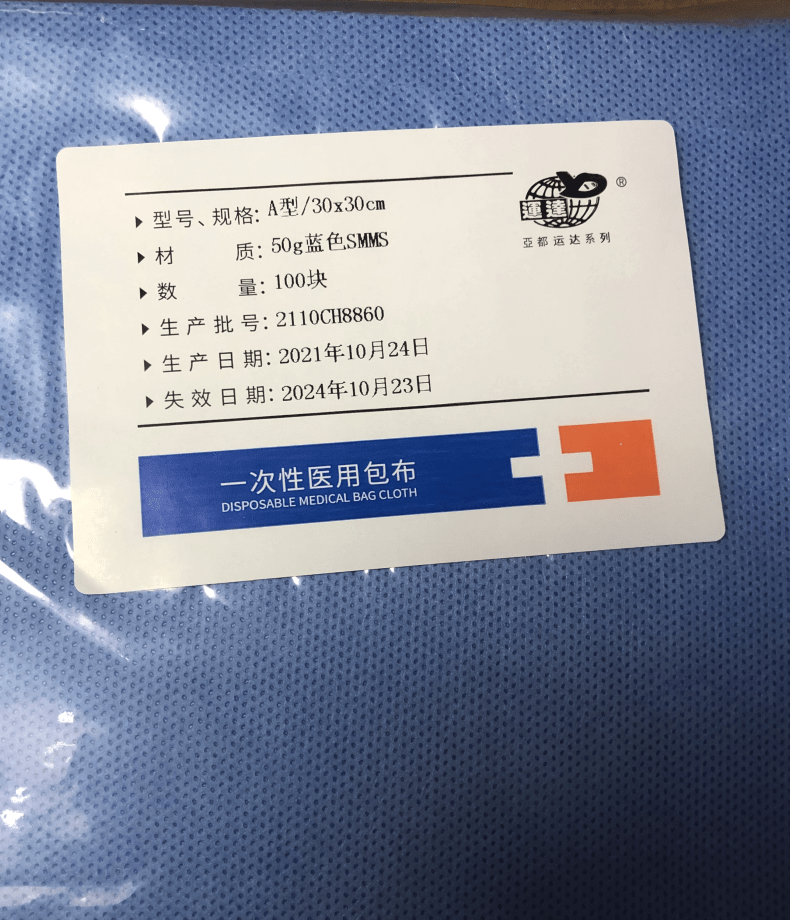 型号、规格: A型/30x30cm
材质: 50g蓝色SMMS
数量: 100块
生产批号: 2110CH8860
生产日期: 2021年10月24日
失效日期: 2024年10月23日
YD
®
運達
亞都运达系列
一次性医用包布
DISPOSABLE MEDICAL BAG CLOTH